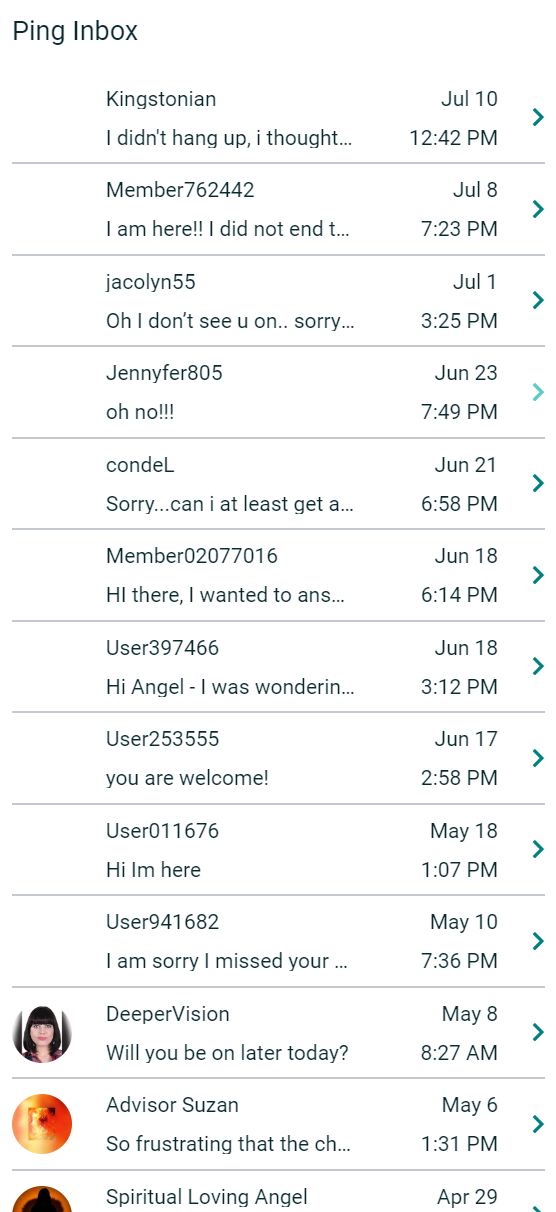 Ping Inbox
Kingstonian Jul 10
I didn't hang up, i thought... 12:42 PM
Member762442 Jul 8
I am here!! I did not end t... 7:23 PM
jacolyn55 Jul 1
Oh I don’t see u on.. sorry... 3:25 PM
Jennyfer805 Jun 23
oh no!!! 7:49 PM
condeL Jun 21
Sorry...can i at least get a... 6:58 PM
Member02077016 Jun 18
HI there, I wanted to ans... 6:14 PM
User397466 Jun 18
Hi Angel - I was wonderin... 3:12 PM
User253555 Jun 17
you are welcome! 2:58 PM
User011676 May 18
Hi Im here 1:07 PM
User941682 May 10
I am sorry I missed your ... 7:36 PM
DeeperVision May 8
Will you be on later today? 8:27 AM
Advisor Suzan May 6
So frustrating that the ch... 1:31 PM
Spiritual Loving Angel Apr 29